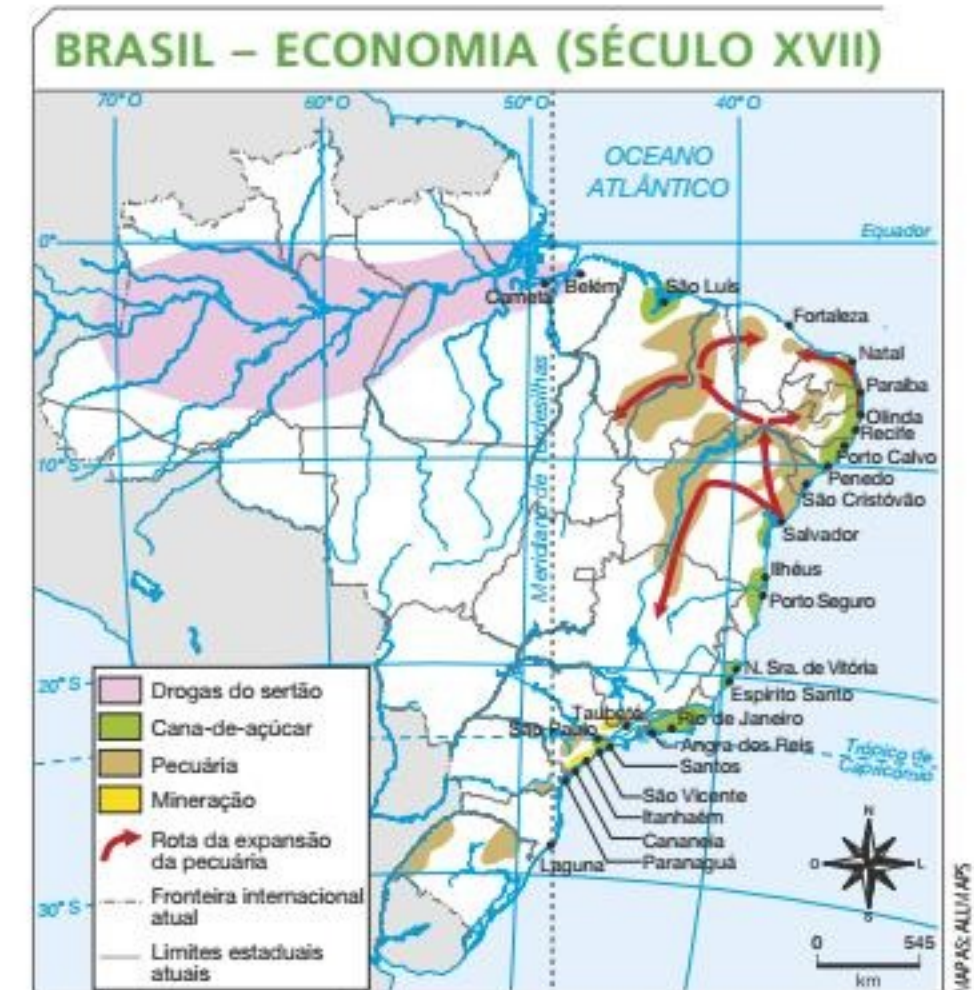 BRASIL – ECONOMIA (SÉCULO XVII)
70° O
60° O
50° O
40° O
OCEANO
ATLÂNTICO
0°
Equador
Belém
São Luís
Cametá
Fortaleza
Natal
Paraíba
Olinda
Recife
Porto Calvo
10° S
Penedo
São Cristóvão
Salvador
Meridiano de Tordesilhas
Ilhéus
Porto Seguro
20° S
N. Sra. de Vitória
Espírito Santo
Taubaté
Rio de Janeiro
São Paulo
Angra dos Reis
Trópico de
Capricórnio
Santos
São Vicente
Itanhaém
Cananeia
Paranaguá
Laguna
30° S
Drogas do sertão
Cana-de-açúcar
Pecuária
Mineração
Rota da expansão
da pecuária
Fronteira internacional
atual
Limites estaduais
atuais
N
O
L
S
0
545
km
MAPAS: ALLMAPS